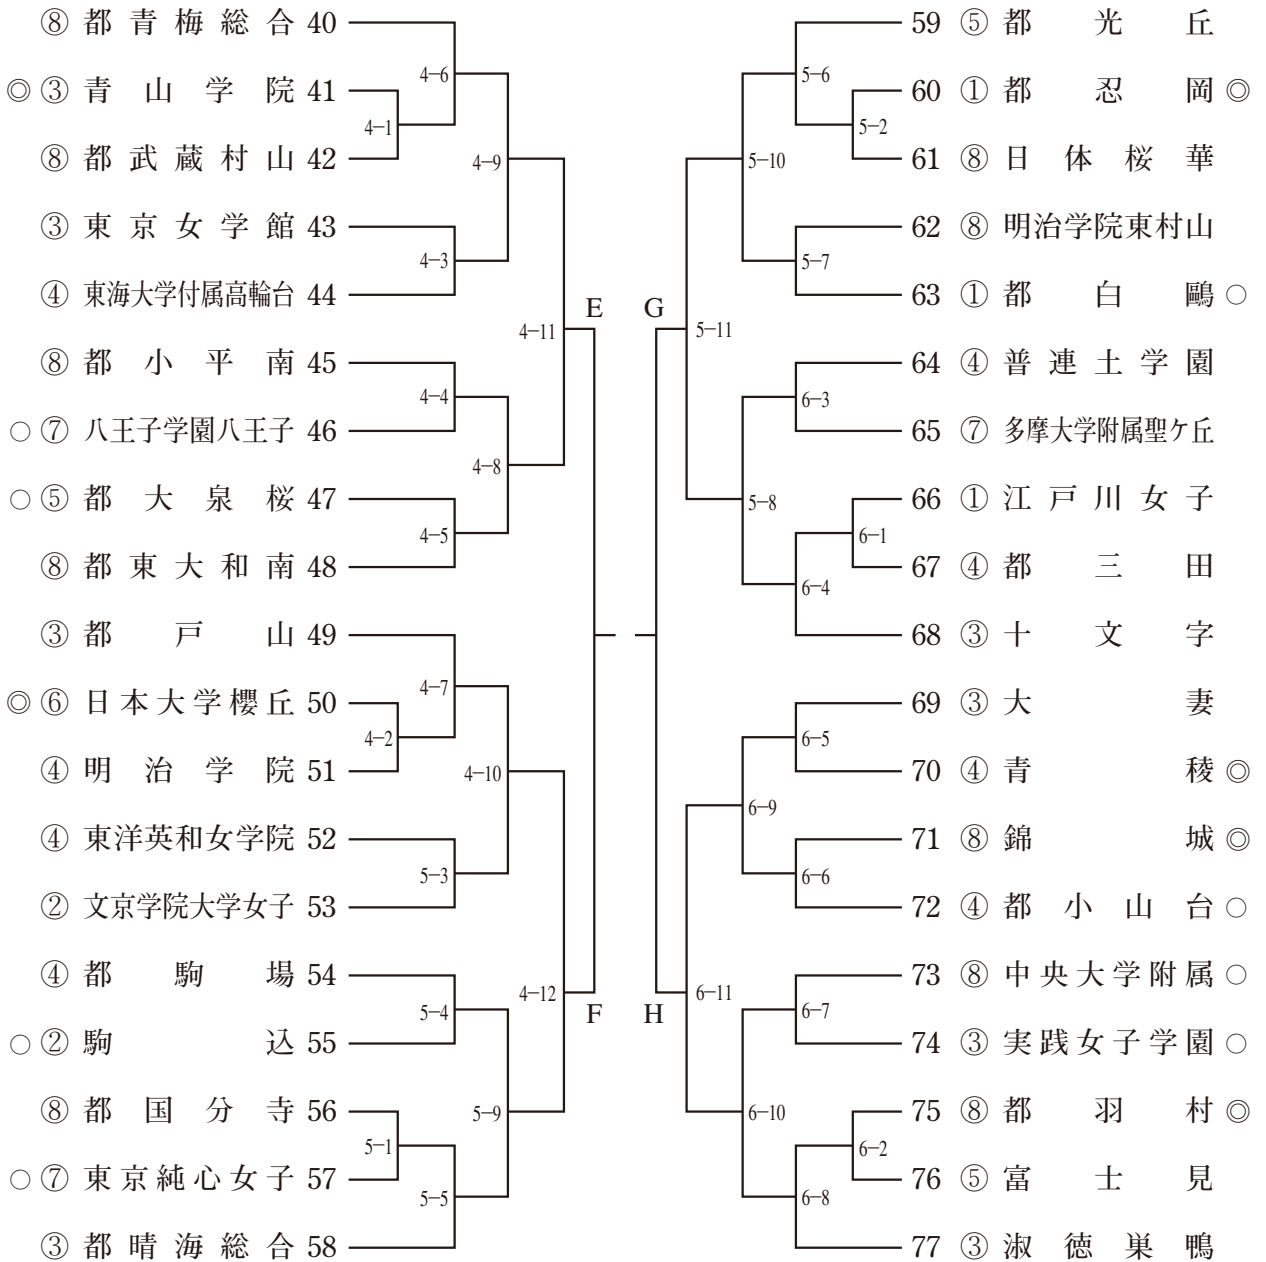 ⑧ 都青梅総合 40
◎ ③ 青山学院 41
⑧ 都武蔵村山 42
③ 東京女学館 43
④ 東海大学付属高輪台 44
⑧ 都小平南 45
○ ⑦ 八王子学園八王子 46
○ ⑤ 都大泉桜 47
⑧ 都東大和南 48
③ 都戸山 49
◎ ⑥ 日本大学櫻丘 50
④ 明治学院 51
④ 東洋英和女学院 52
② 文京学院大学女子 53
④ 都駒場 54
○ ② 駒込 55
⑧ 都国分寺 56
○ ⑦ 東京純心女子 57
③ 都晴海総合 58
4-6
4-1
4-9
4-3
4-11
4-4
4-8
4-5
4-7
4-2
4-10
5-3
4-12
5-4
5-9
5-1
5-5
E
F
G
H
5-6
5-2
5-10
5-7
5-11
6-3
5-8
6-1
6-4
6-5
6-9
6-6
6-11
6-7
6-10
6-2
6-8
59 ⑤ 都光丘
60 ① 都忍岡 ◎
61 ⑧ 日体桜華
62 ⑧ 明治学院東村山
63 ① 都白鷗 ○
64 ④ 普連土学園
65 ⑦ 多摩大学附属聖ケ丘
66 ① 江戸川女子
67 ④ 都三田
68 ③ 十文字
69 ③ 大妻
70 ④ 青稜 ◎
71 ⑧ 錦城 ◎
72 ④ 都小山台 ○
73 ⑧ 中央大学附属 ○
74 ③ 実践女子学園 ○
75 ⑧ 都羽村 ◎
76 ⑤ 富士見
77 ③ 淑徳巣鴨